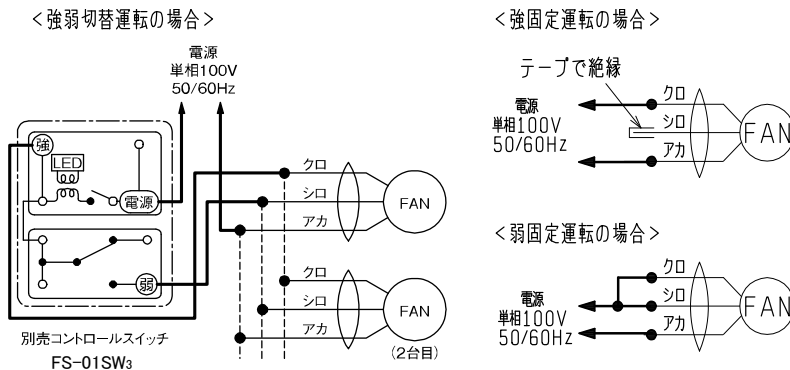 ＜強弱切替運転の場合＞
電源
単相100V
50/60Hz
強
LED
電源
弱
別売コントロールスイッチ
FS-01SW3
クロ
シロ
アカ
FAN
クロ
シロ
アカ
FAN
(2台目)
＜強固定運転の場合＞
テープで絶縁
電源
単相100V
50/60Hz
クロ
シロ
アカ
FAN
＜弱固定運転の場合＞
電源
単相100V
50/60Hz
クロ
シロ
アカ
FAN